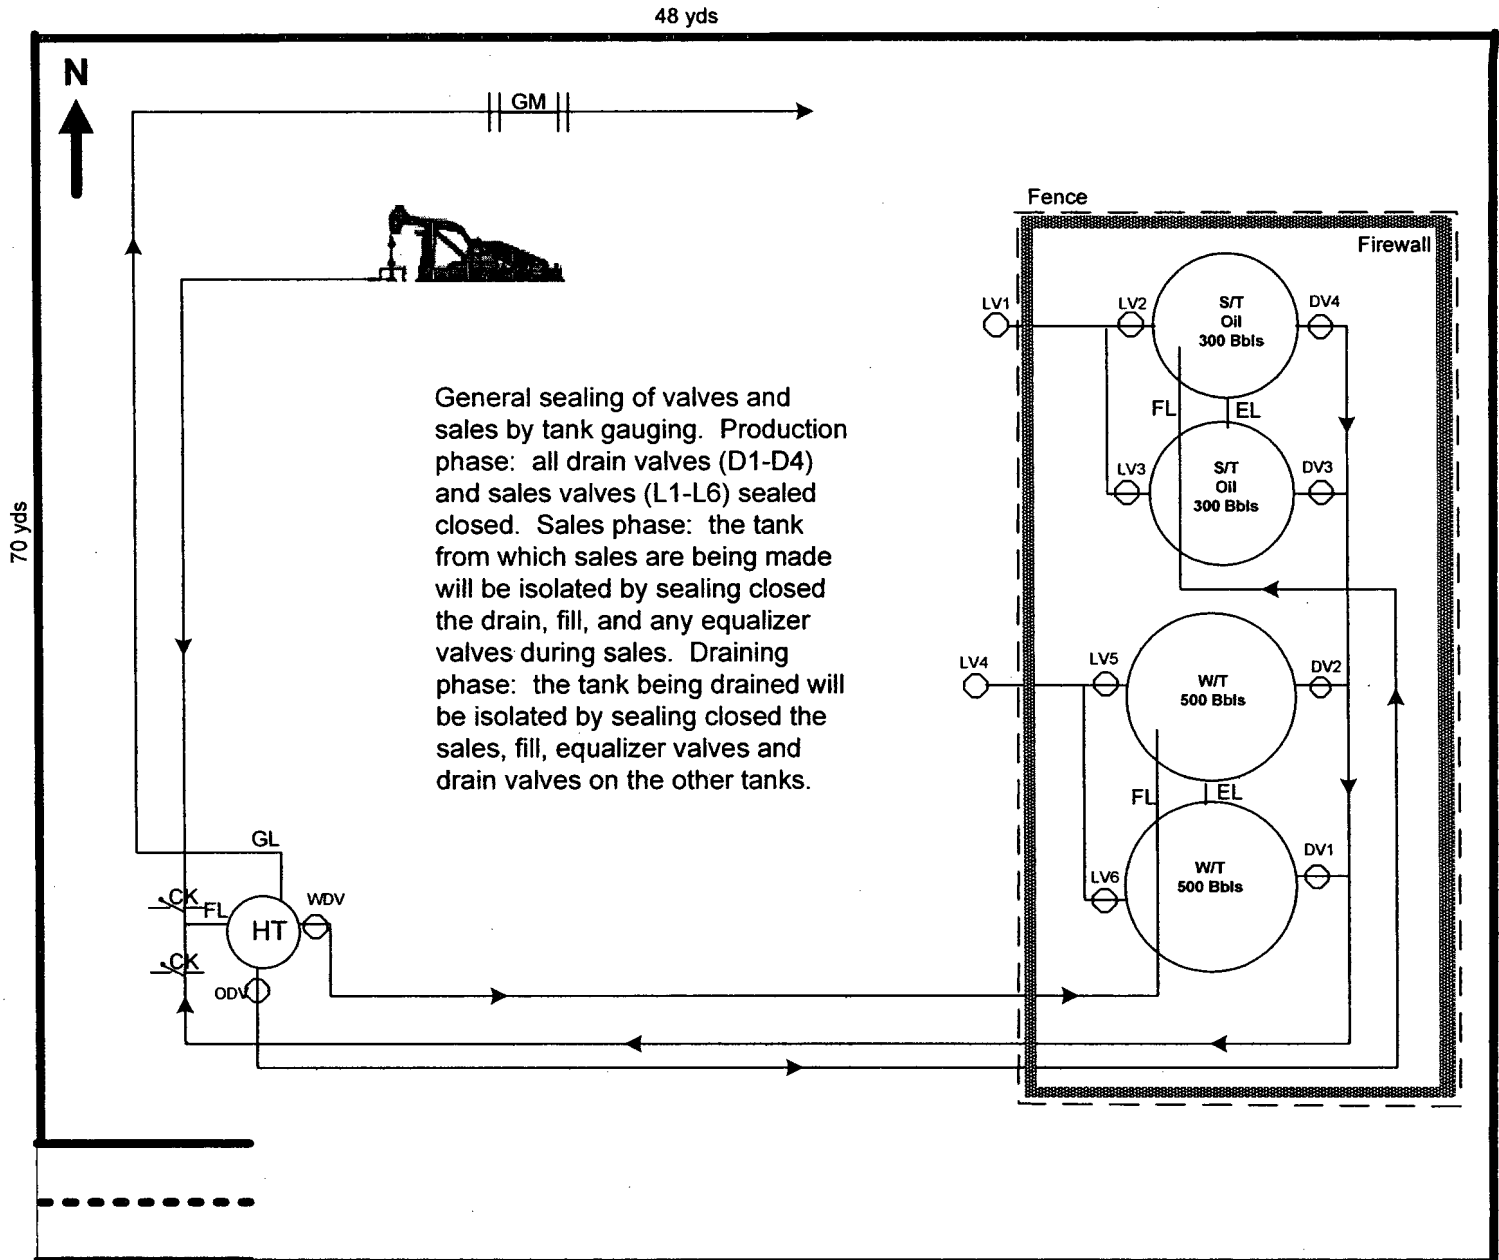 48 yds
N
GM
Fence
Firewall
LV1
LV2
S/T
Oil
300 Bbls
DV4
FL
EL
LV3
S/T
Oil
300 Bbls
DV3
General sealing of valves and
sales by tank gauging. Production
phase: all drain valves (D1-D4)
and sales valves (L1-L6) sealed
closed. Sales phase: the tank
from which sales are being made
will be isolated by sealing closed
the drain, fill, and any equalizer
valves during sales. Draining
phase: the tank being drained will
be isolated by sealing closed the
sales, fill, equalizer valves and
drain valves on the other tanks.
70 yds
LV4
LV5
W/T
500 Bbls
DV2
FL
EL
LV6
W/T
500 Bbls
DV1
GL
CK
FL
HT
WDV
CK
ODV